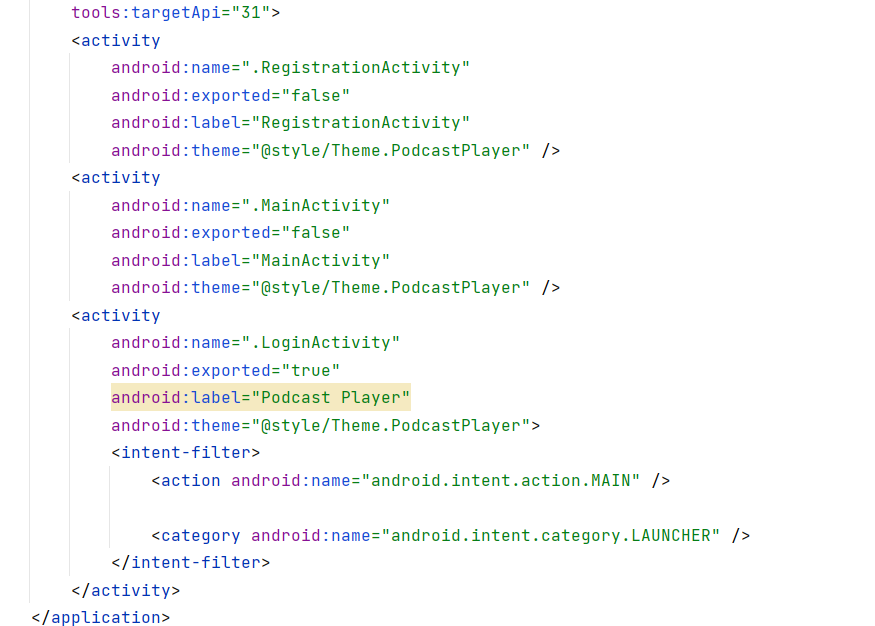 tools:targetApi="31">
<activity
android:name=".RegistrationActivity"
android:exported="false"
android:label="RegistrationActivity"
android:theme="@style/Theme.PodcastPlayer" />
<activity
android:name=".MainActivity"
android:exported="false"
android:label="MainActivity"
android:theme="@style/Theme.PodcastPlayer" />
<activity
android:name=".LoginActivity"
android:exported="true"
android:label="Podcast Player"
android:theme="@style/Theme.PodcastPlayer">
<intent-filter>
<action android:name="android.intent.action.MAIN" />
<category android:name="android.intent.category.LAUNCHER" />
</intent-filter>
</activity>
</application>